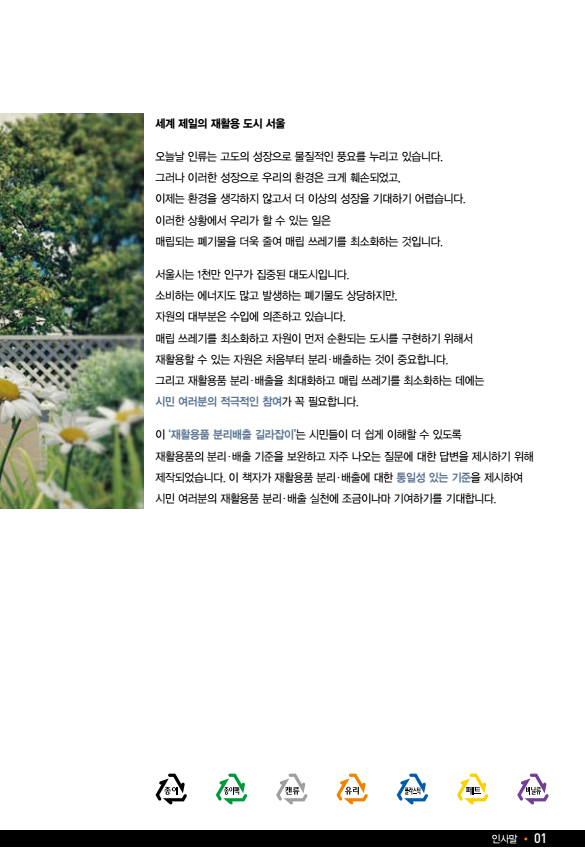 세계 제일의 재활용 도시 서울
오늘날 인류는 고도의 성장으로 물질적인 풍요를 누리고 있습니다.
그러나 이러한 성장으로 우리의 환경은 크게 훼손되었고,
이제는 환경을 생각하지 않고서 더 이상의 성장을 기대하기 어렵습니다.
이러한 상황에서 우리가 할 수 있는 일은
매립되는 폐기물을 더욱 줄여 매립 쓰레기를 최소화하는 것입니다.
서울시는 1천만 인구가 집중된 대도시입니다.
소비하는 에너지도 많고 발생하는 폐기물도 상당하지만,
자원의 대부분은 수입에 의존하고 있습니다.
매립 쓰레기를 최소화하고 자원이 먼저 순환되는 도시를 구현하기 위해서
재활용할 수 있는 자원은 처음부터 분리·배출하는 것이 중요합니다.
그리고 재활용품 분리·배출을 최대화하고 매립 쓰레기를 최소화하는 데에는
시민 여러분의 적극적인 참여가 꼭 필요합니다.
이 '재활용품 분리배출 길라잡이'는 시민들이 더 쉽게 이해할 수 있도록
재활용품의 분리·배출 기준을 보완하고 자주 나오는 질문에 대한 답변을 제시하기 위해
제작되었습니다. 이 책자가 재활용품 분리·배출에 대한 통일성 있는 기준을 제시하여
시민 여러분의 재활용품 분리·배출 실천에 조금이나마 기여하기를 기대합니다.
종이 종이팩 캔류 유리 플라스틱 페트 비닐류
인사말 • 01